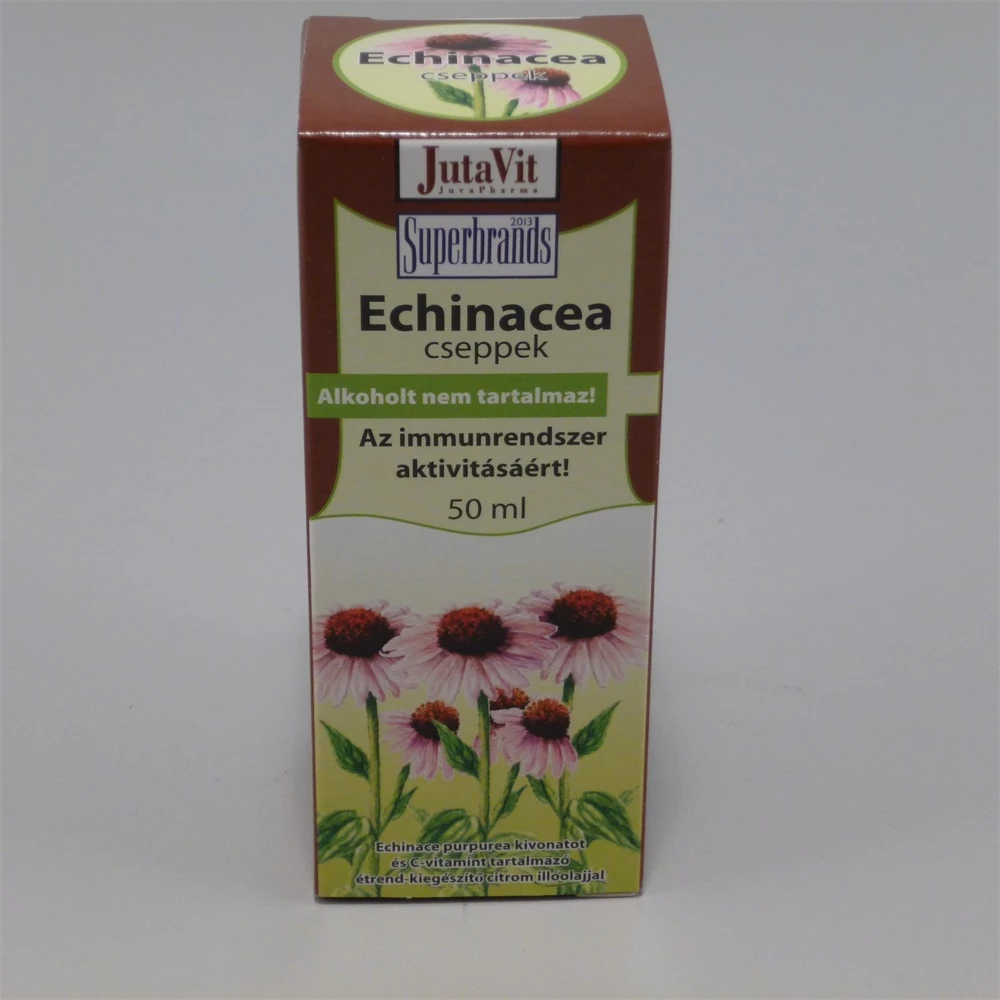 Echinacea
cseppek
JutaVit
JuvaPharma
Superbrands 2013
Echinacea
cseppek
Alkoholt nem tartalmaz!
Az immunrendszer
aktivitásáért!
50 ml
Echinace purpurea kivonatot
és C-vitamint tartalmazó
étrend-kiegészítő citrom illóolajjal